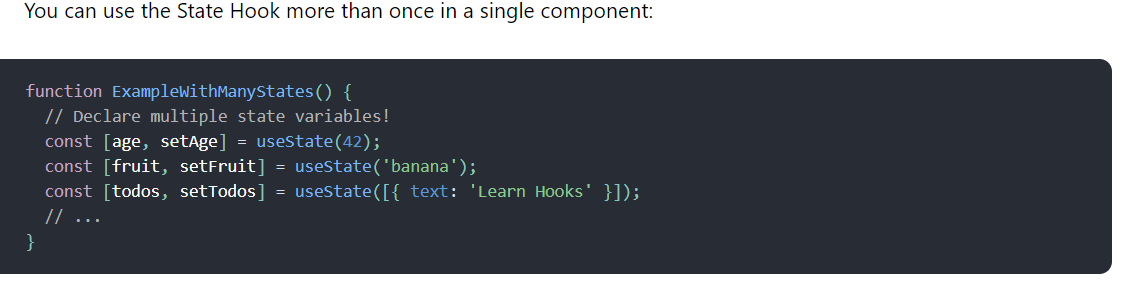 You can use the State Hook more than once in a single component:
function ExampleWithManyStates() {
  // Declare multiple state variables!
  const [age, setAge] = useState(42);
  const [fruit, setFruit] = useState('banana');
  const [todos, setTodos] = useState([{ text: 'Learn Hooks' }]);
  // ...
}